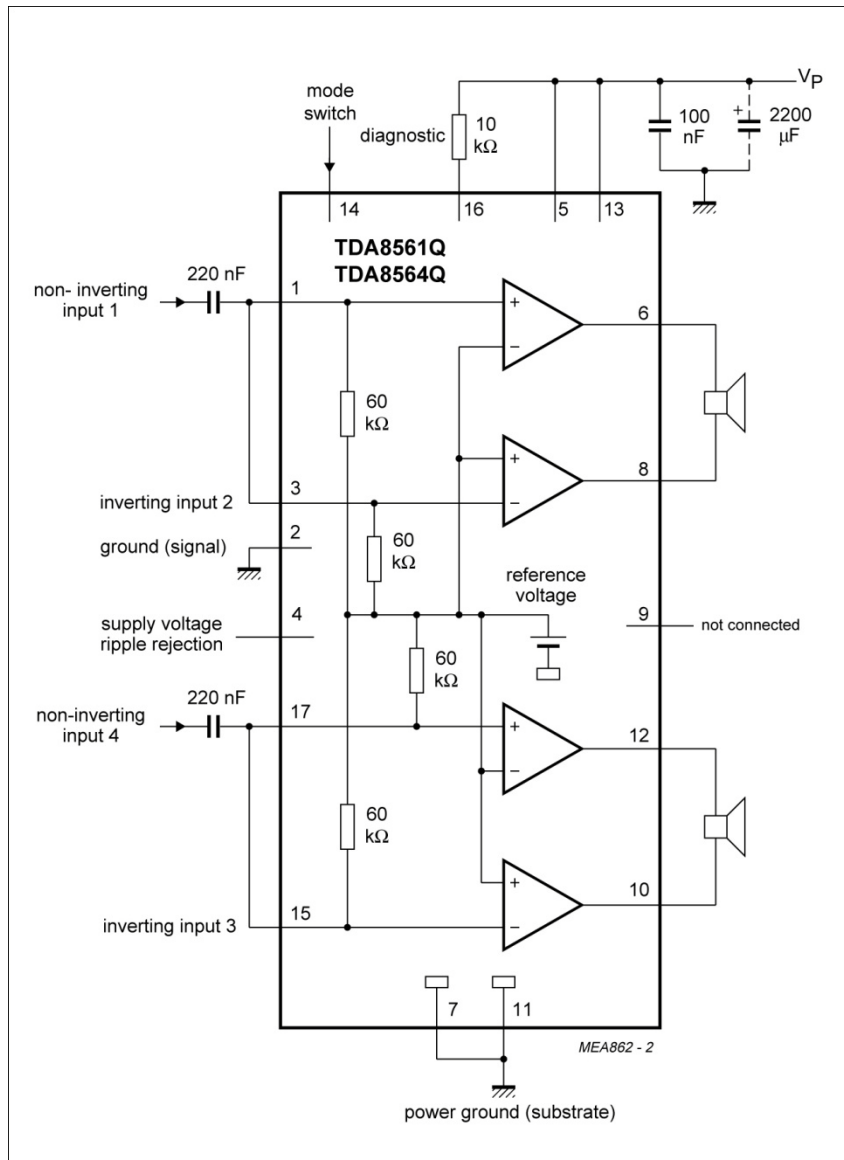 V_P
mode
switch
diagnostic
10
kΩ
100
nF
+
2200
μF
14
16
5
13
TDA8561Q
TDA8564Q
220 nF
non- inverting
input 1
1
+
−
6
60
kΩ
+
−
8
inverting input 2
3
ground (signal)
2
60
kΩ
reference
voltage
supply voltage
ripple rejection
4
9
not connected
60
kΩ
220 nF
non-inverting
input 4
17
+
−
12
60
kΩ
+
−
10
inverting input 3
15
7
11
MEA862 - 2
power ground (substrate)